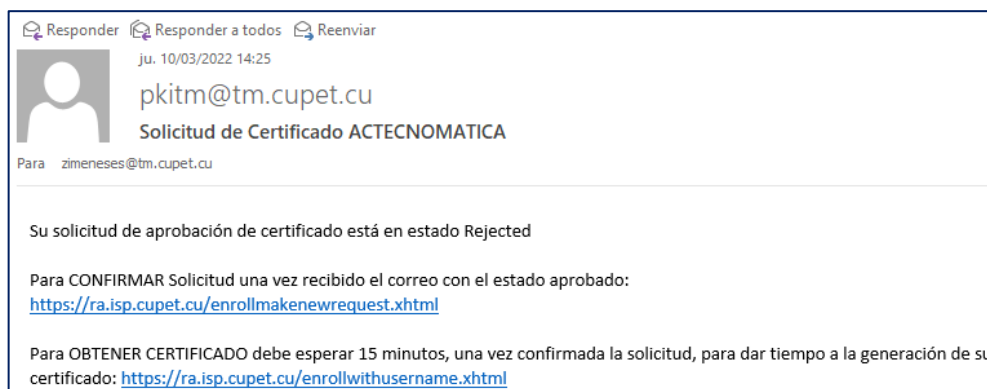 Responder Responder a todos Reenviar
ju. 10/03/2022 14:25
pkitm@tm.cupet.cu
Solicitud de Certificado ACTECNOMATICA
Para zimeneses@tm.cupet.cu
Su solicitud de aprobación de certificado está en estado Rejected
Para CONFIRMAR Solicitud una vez recibido el correo con el estado aprobado:
https://ra.isp.cupet.cu/enrollmakenewrequest.xhtml
Para OBTENER CERTIFICADO debe esperar 15 minutos, una vez confirmada la solicitud, para dar tiempo a la generación de su
certificado: https://ra.isp.cupet.cu/enrollwithusername.xhtml